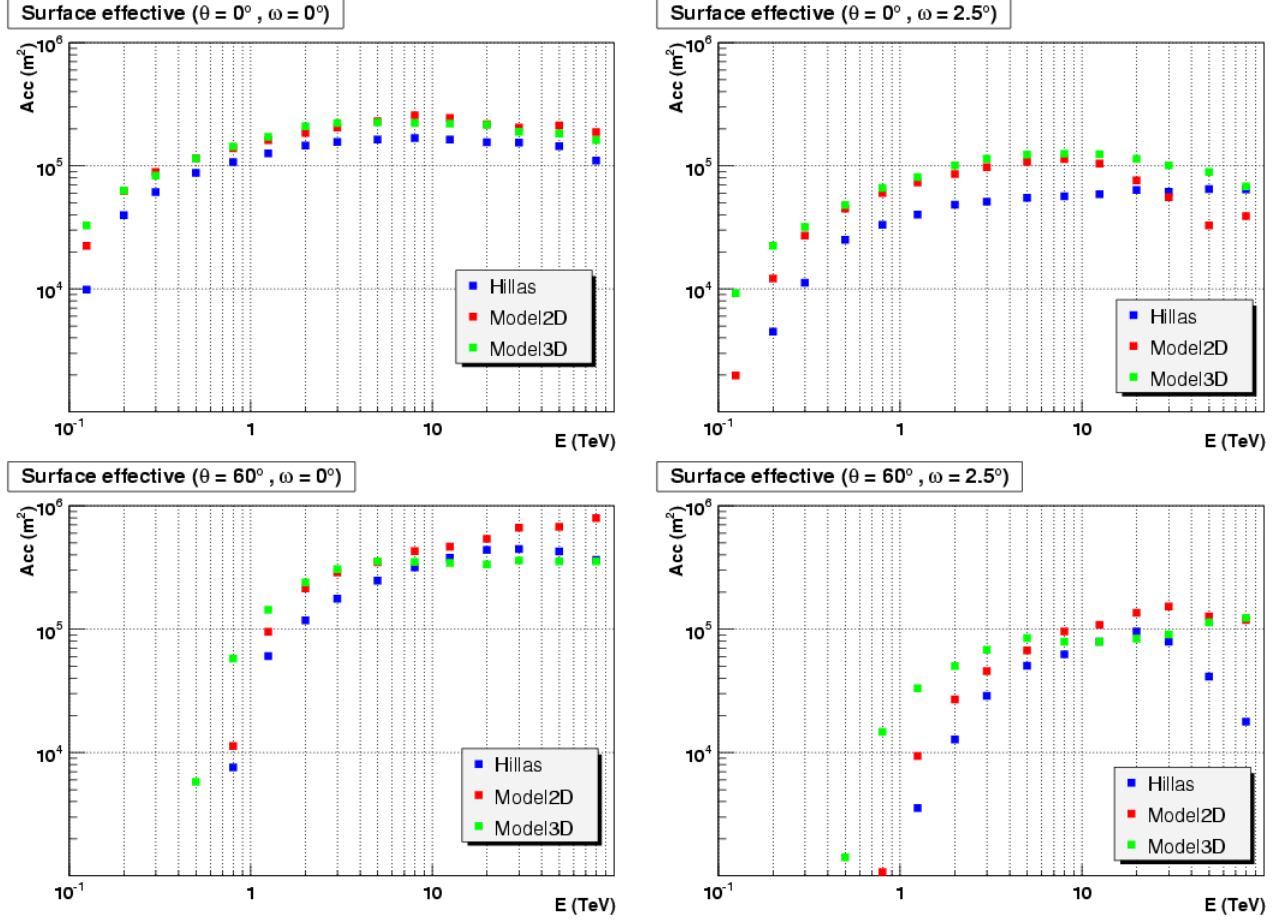 Surface effective (θ = 0° , ω = 0°)
Acc (m²)
10⁶
10⁵
10⁴
10⁻¹
1
10
E (TeV)
Hillas
Model2D
Model3D
Surface effective (θ = 0° , ω = 2.5°)
Acc (m²)
10⁶
10⁵
10⁴
10⁻¹
1
10
E (TeV)
Hillas
Model2D
Model3D
Surface effective (θ = 60° , ω = 0°)
Acc (m²)
10⁶
10⁵
10⁴
10⁻¹
1
10
E (TeV)
Hillas
Model2D
Model3D
Surface effective (θ = 60° , ω = 2.5°)
Acc (m²)
10⁶
10⁵
10⁴
10⁻¹
1
10
E (TeV)
Hillas
Model2D
Model3D